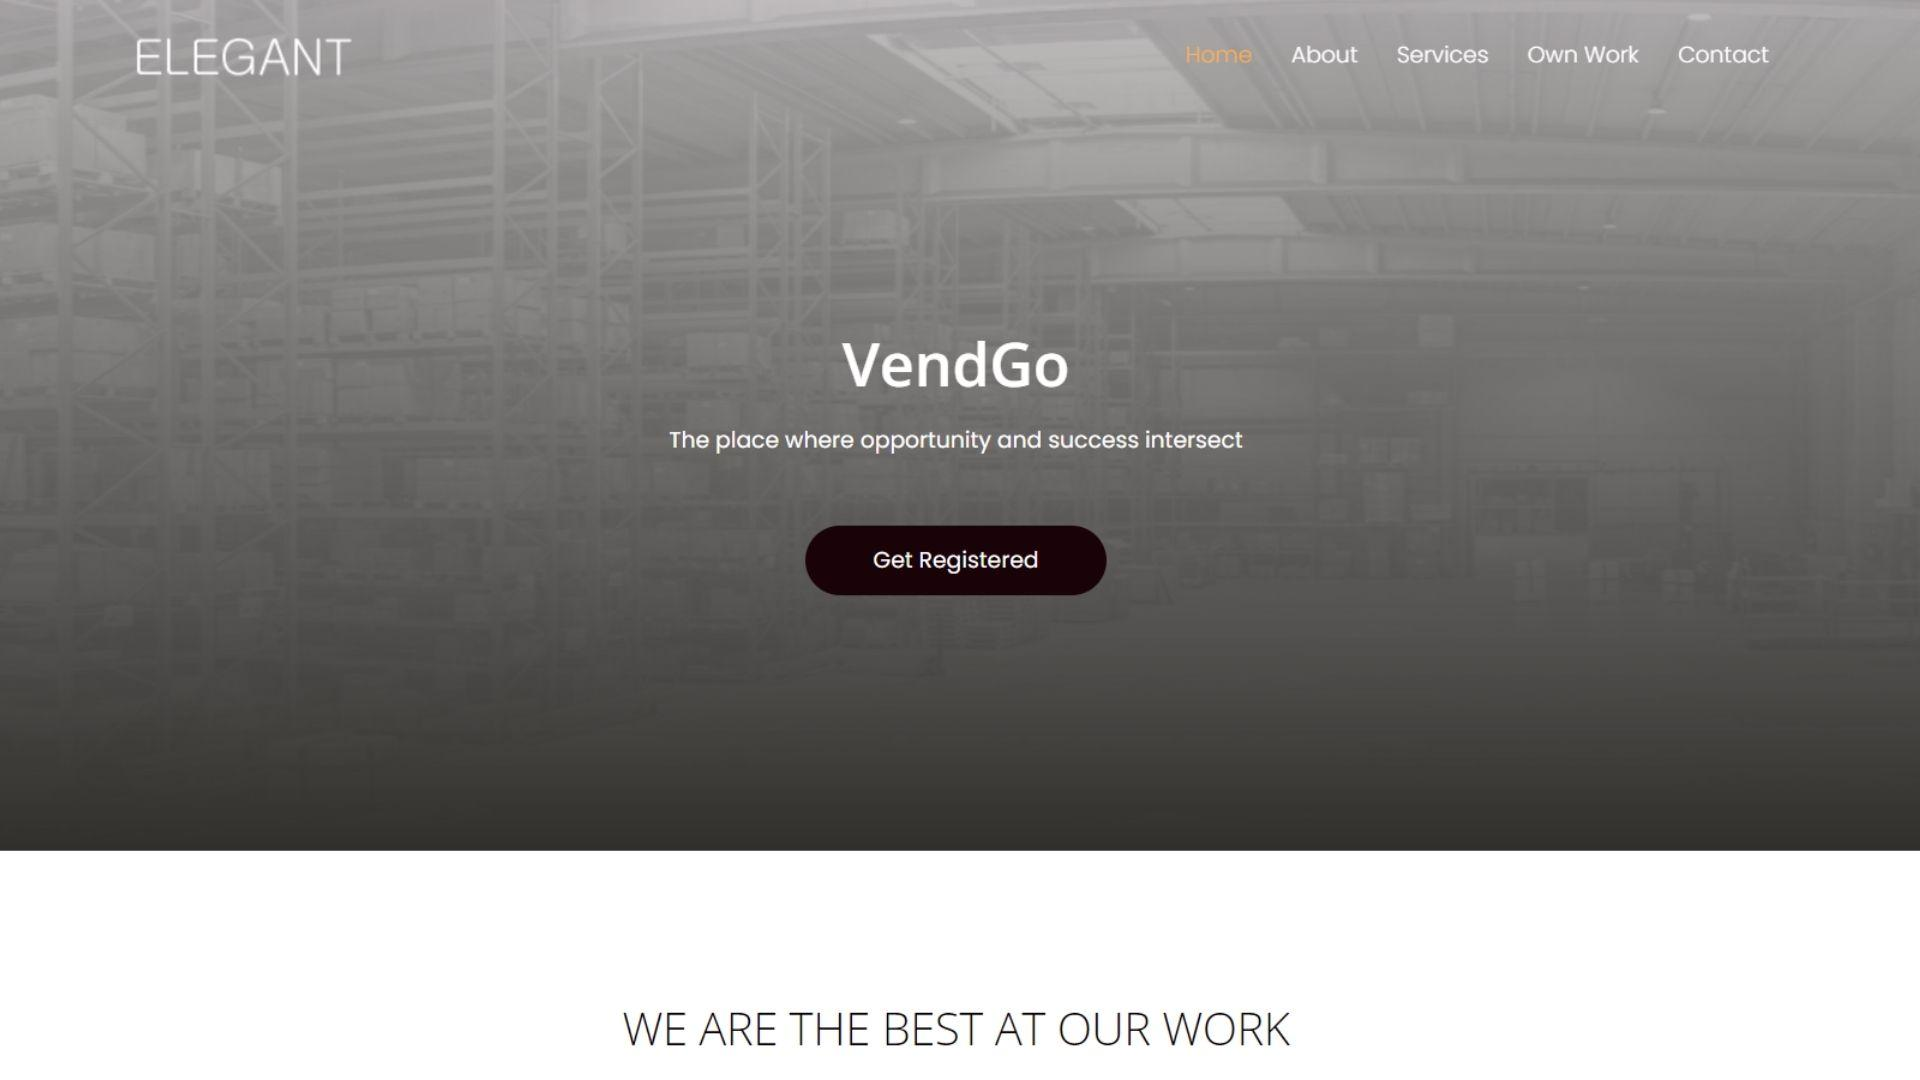 ELEGANT
Home About Services Own Work Contact
VendGo
The place where opportunity and success intersect
Get Registered
WE ARE THE BEST AT OUR WORK